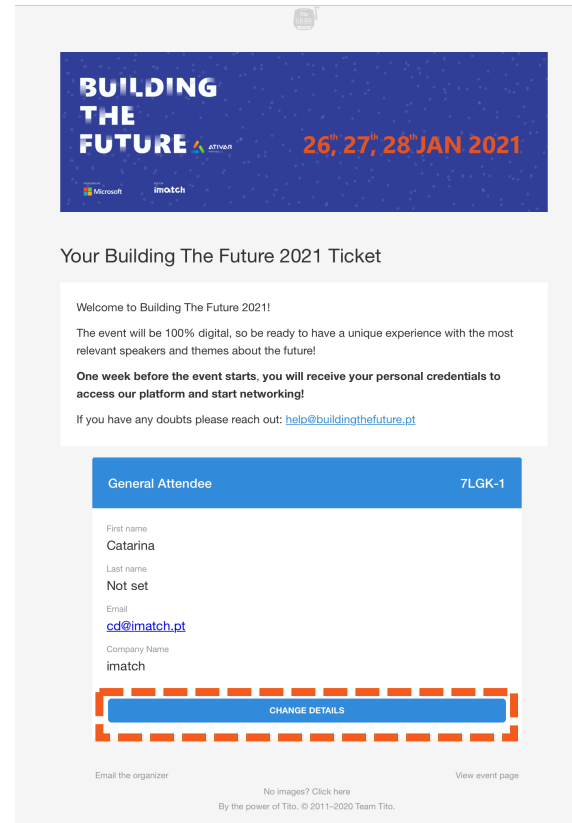 BUILDING
THE
FUTURE ATIVAR
26th, 27th, 28th JAN 2021
Microsoft imatch
Your Building The Future 2021 Ticket
Welcome to Building The Future 2021!
The event will be 100% digital, so be ready to have a unique experience with the most
relevant speakers and themes about the future!
One week before the event starts, you will receive your personal credentials to
access our platform and start networking!
If you have any doubts please reach out: help@buildingthefuture.pt
General Attendee 7LGK-1
First name
Catarina
Last name
Not set
Email
cd@imatch.pt
Company Name
imatch
CHANGE DETAILS
Email the organizer View event page
No images? Click here
By the power of Tito. © 2011–2020 Team Tito.